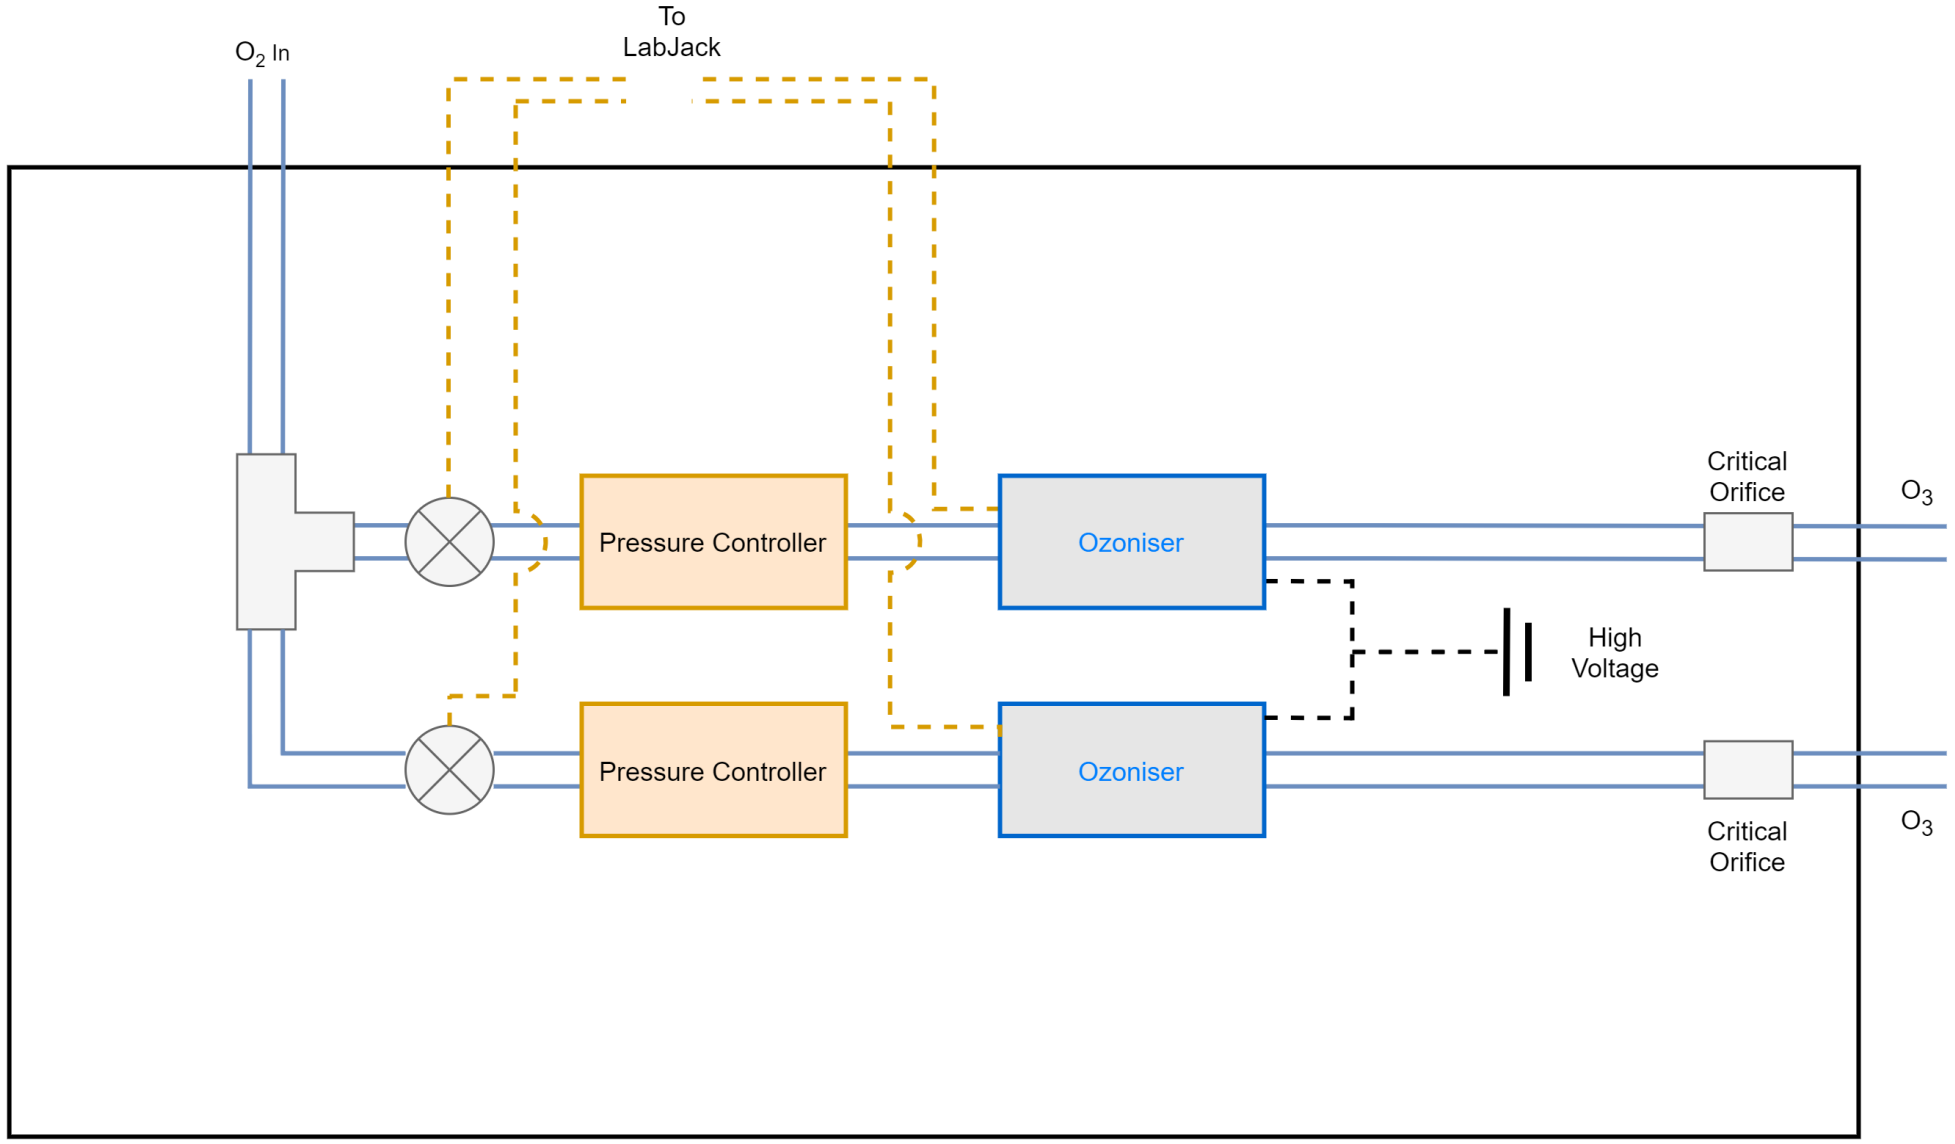 To
LabJack
O₂ In
Critical
Orifice
O₃
Pressure Controller
Ozoniser
High
Voltage
Pressure Controller
Ozoniser
O₃
Critical
Orifice